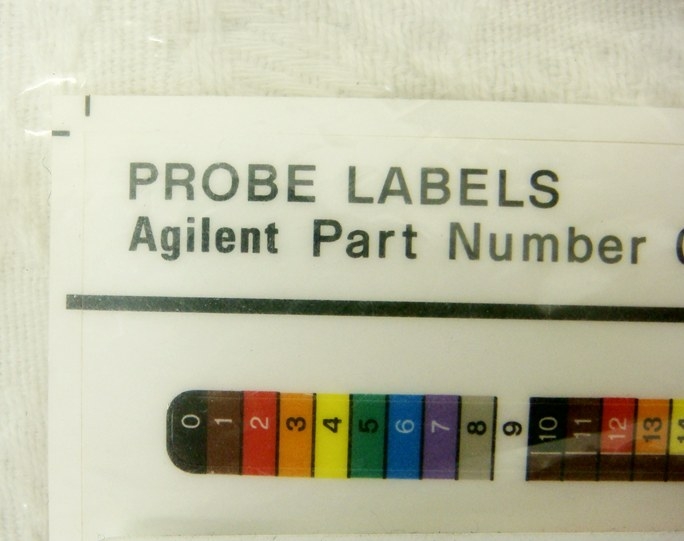 PROBE LABELS
Agilent Part Number
0 1 2 3 4 5 6 7 8 9 10 11 12 13